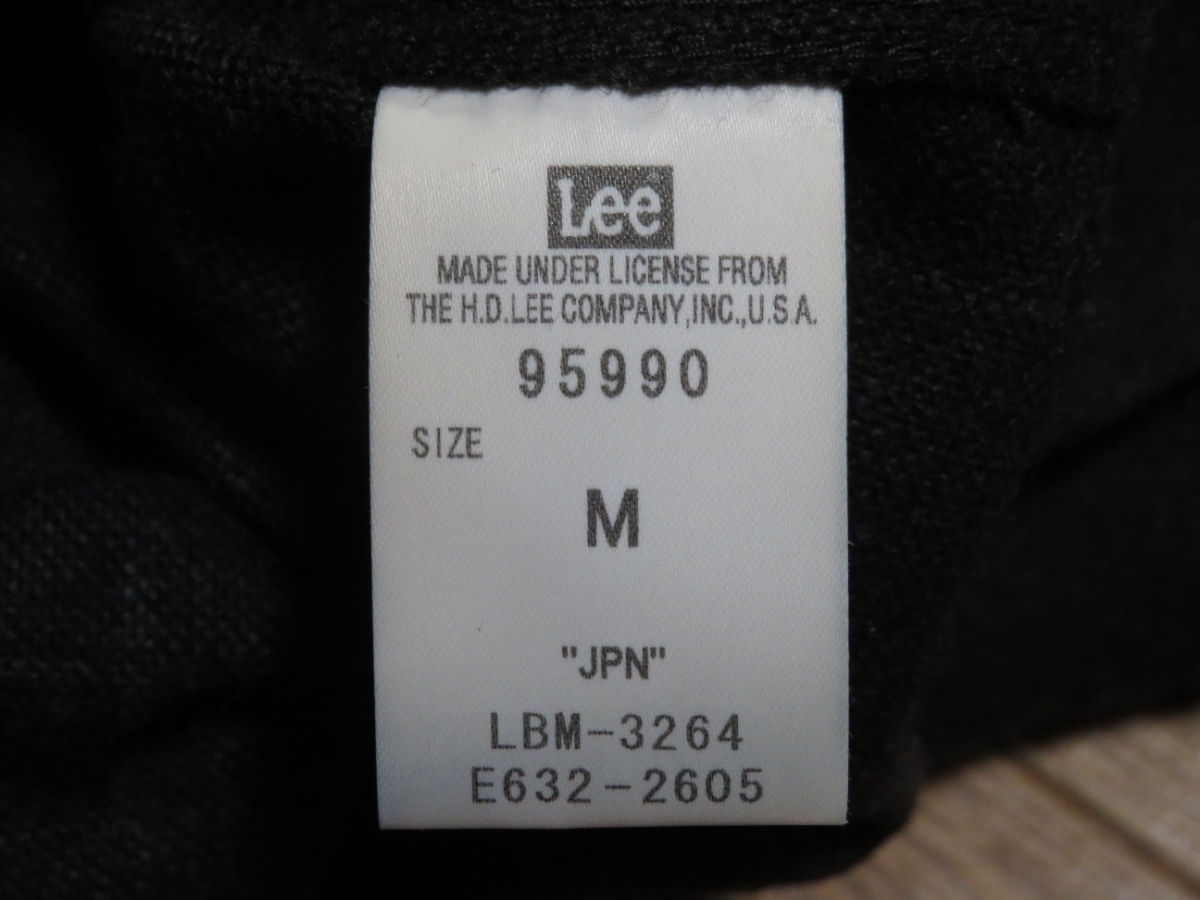 Lee
MADE UNDER LICENSE FROM
THE H.D.LEE COMPANY,INC.,U.S.A.
95990
SIZE
M
"JPN"
LBM-3264
E632-2605